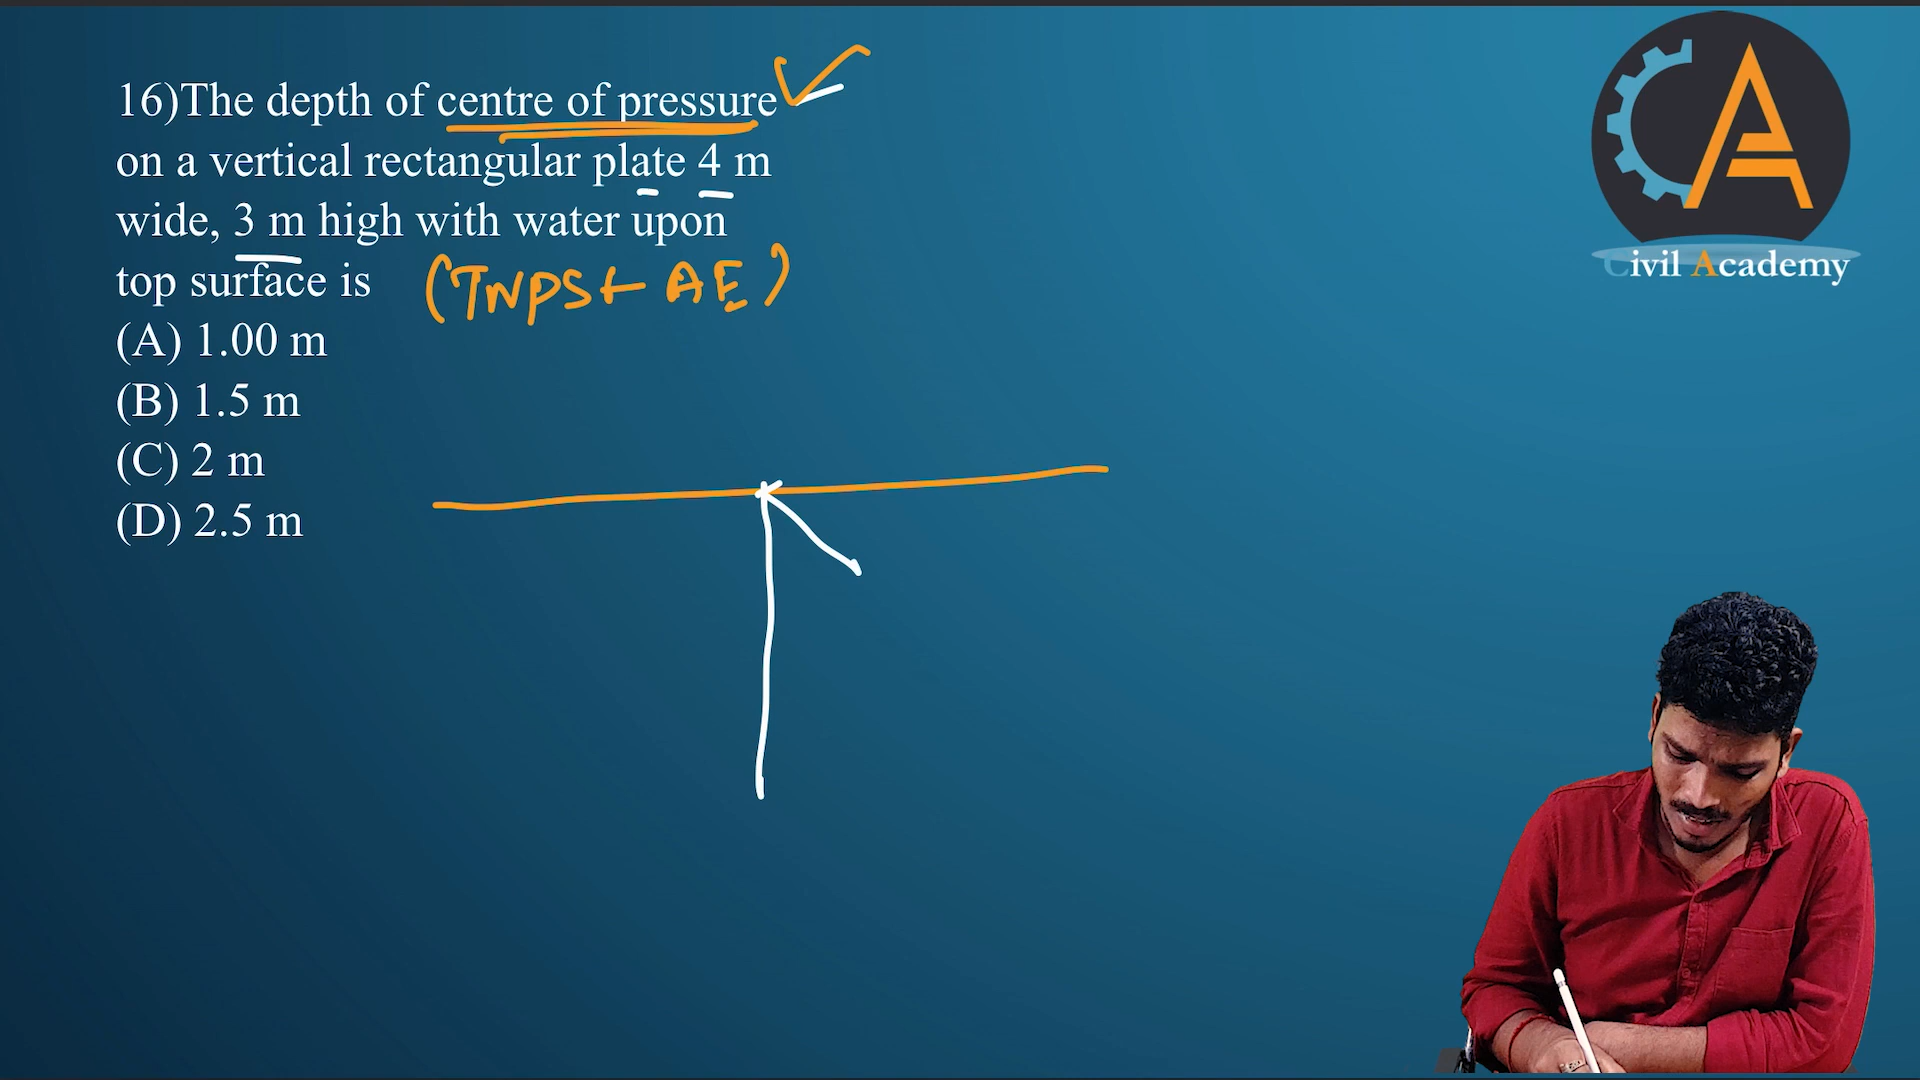 16)The depth of centre of pressure
on a vertical rectangular plate 4 m
wide, 3 m high with water upon
top surface is
(TNPSC AE)
(A) 1.00 m
(B) 1.5 m
(C) 2 m
(D) 2.5 m
CA
Civil Academy